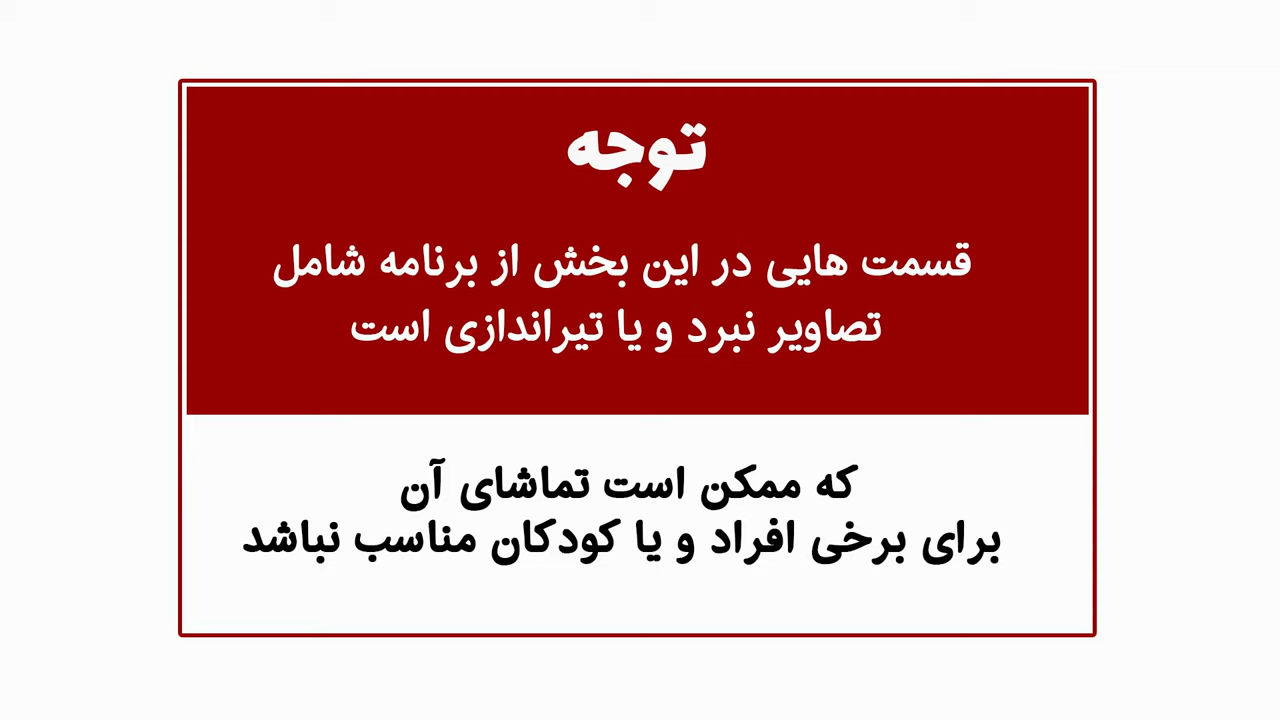 توجه
قسمت هایی در این بخش از برنامه شامل
تصاویر نبرد و یا تیراندازی است
که ممکن است تماشای آن
برای برخی افراد و یا کودکان مناسب نباشد